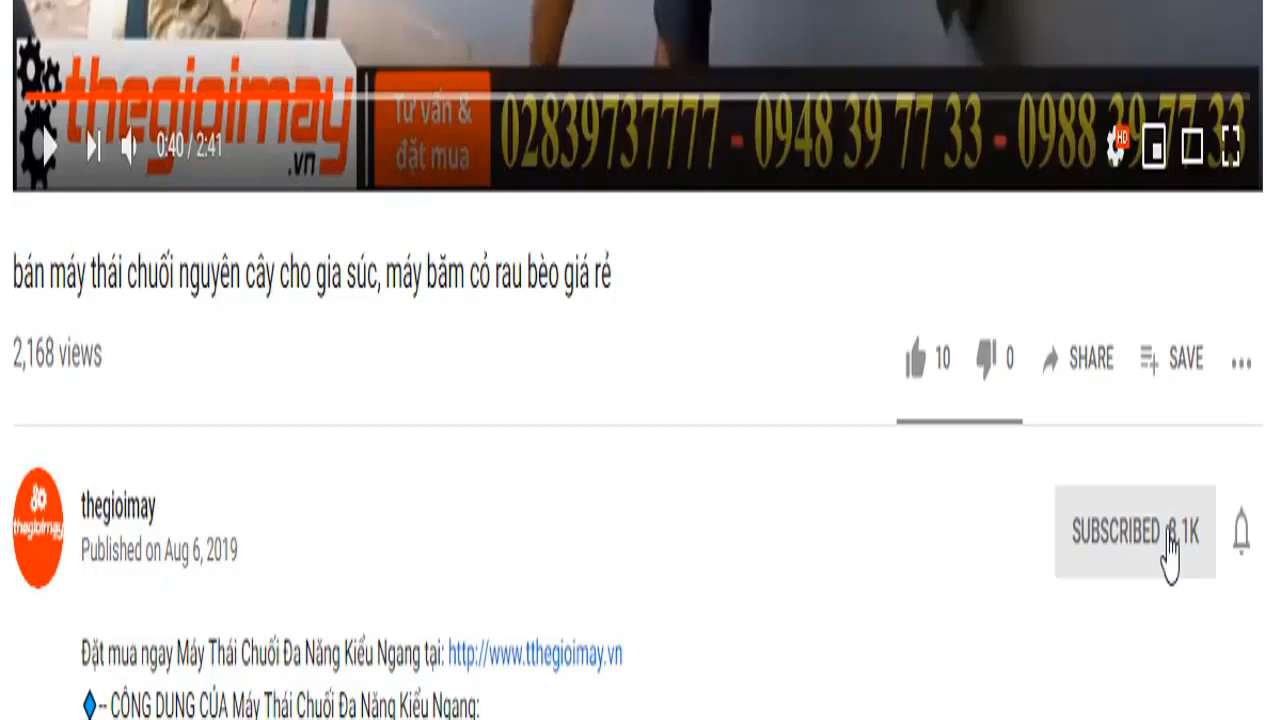 thegioimay
.vn
Tư vấn &
đặt mua
02839737777 - 0948 39 77 33 - 0988 39 77 33
HD
0:40 / 2:41
bán máy thái chuối nguyên cây cho gia súc, máy băm cỏ rau bèo giá rẻ
2,168 views
10 0 SHARE SAVE
thegioimay
thegioimay
Published on Aug 6, 2019
SUBSCRIBED
Đặt mua ngay Máy Thái Chuối Đa Năng Kiểu Ngang tại: http://www.tthegioimay.vn
-- CÔNG DỤNG CỦA Máy Thái Chuối Đa Năng Kiểu Ngang: